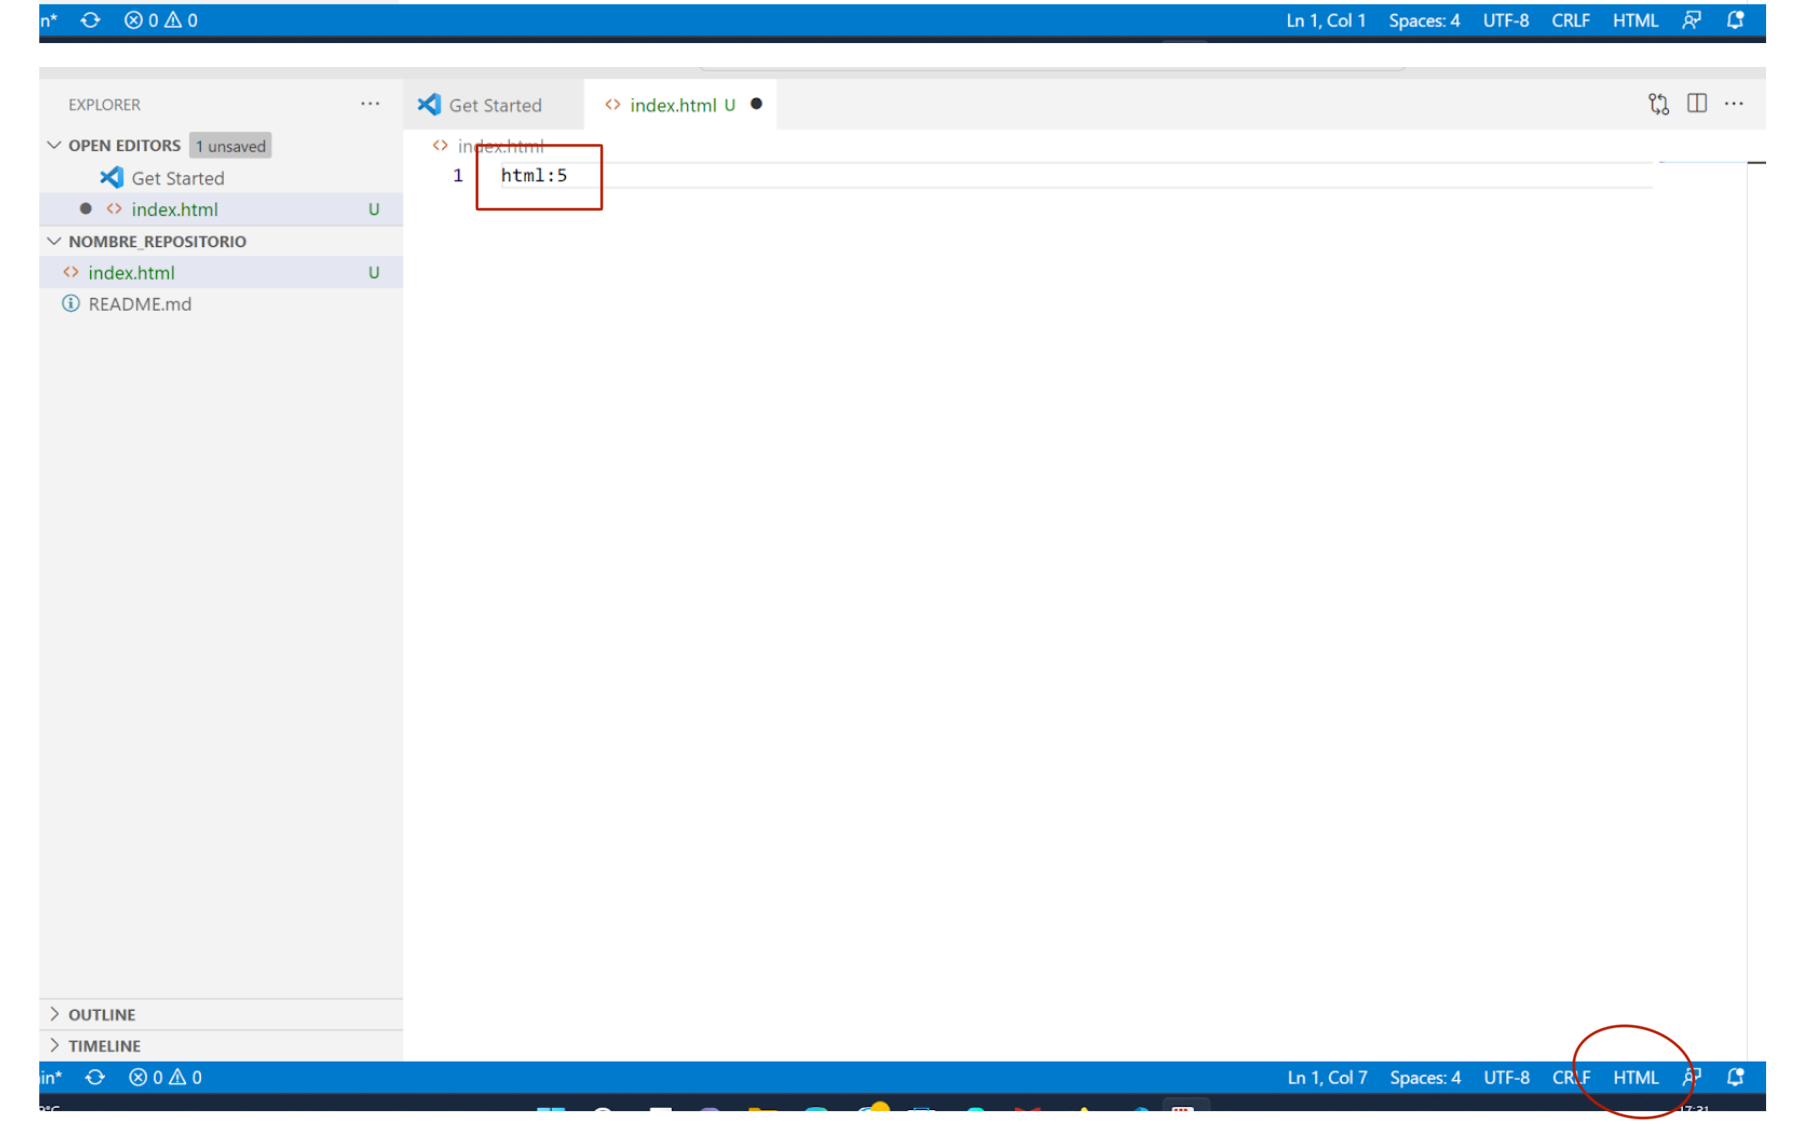 n* 0 0 Ln 1, Col 1 Spaces: 4 UTF-8 CRLF HTML
EXPLORER ... Get Started index.html U ...
OPEN EDITORS 1 unsaved index.html
Get Started 1 html:5
index.html U
NOMBRE_REPOSITORIO
index.html U
README.md
OUTLINE
TIMELINE
in* 0 0 Ln 1, Col 7 Spaces: 4 UTF-8 CRLF HTML
17:31